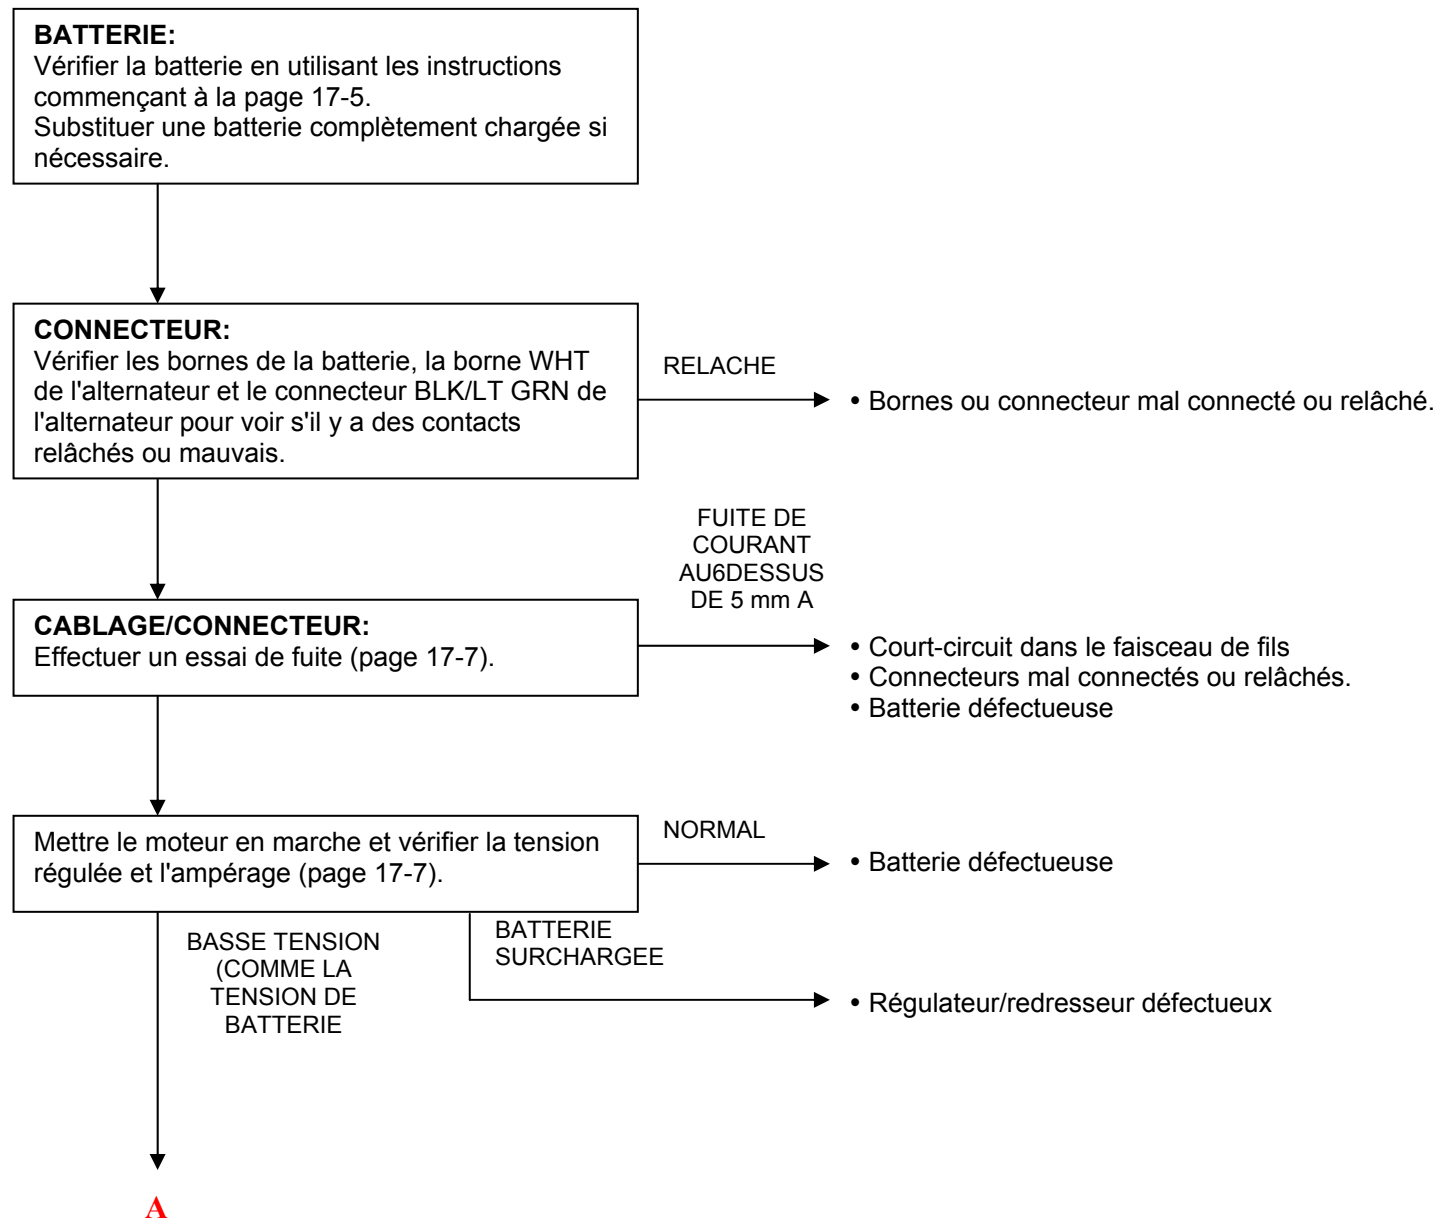 BATTERIE:
Vérifier la batterie en utilisant les instructions
commençant à la page 17-5.
Substituer une batterie complètement chargée si
nécessaire.
CONNECTEUR:
Vérifier les bornes de la batterie, la borne WHT
de l'alternateur et le connecteur BLK/LT GRN de
l'alternateur pour voir s'il y a des contacts
relâchés ou mauvais.
RELACHE
• Bornes ou connecteur mal connecté ou relâché.
FUITE DE
COURANT
AU6DESSUS
DE 5 mm A
CABLAGE/CONNECTEUR:
Effectuer un essai de fuite (page 17-7).
• Court-circuit dans le faisceau de fils
• Connecteurs mal connectés ou relâchés.
• Batterie défectueuse
Mettre le moteur en marche et vérifier la tension
régulée et l'ampérage (page 17-7).
NORMAL
• Batterie défectueuse
BASSE TENSION
(COMME LA
TENSION DE
BATTERIE
BATTERIE
SURCHARGEE
• Régulateur/redresseur défectueux
A